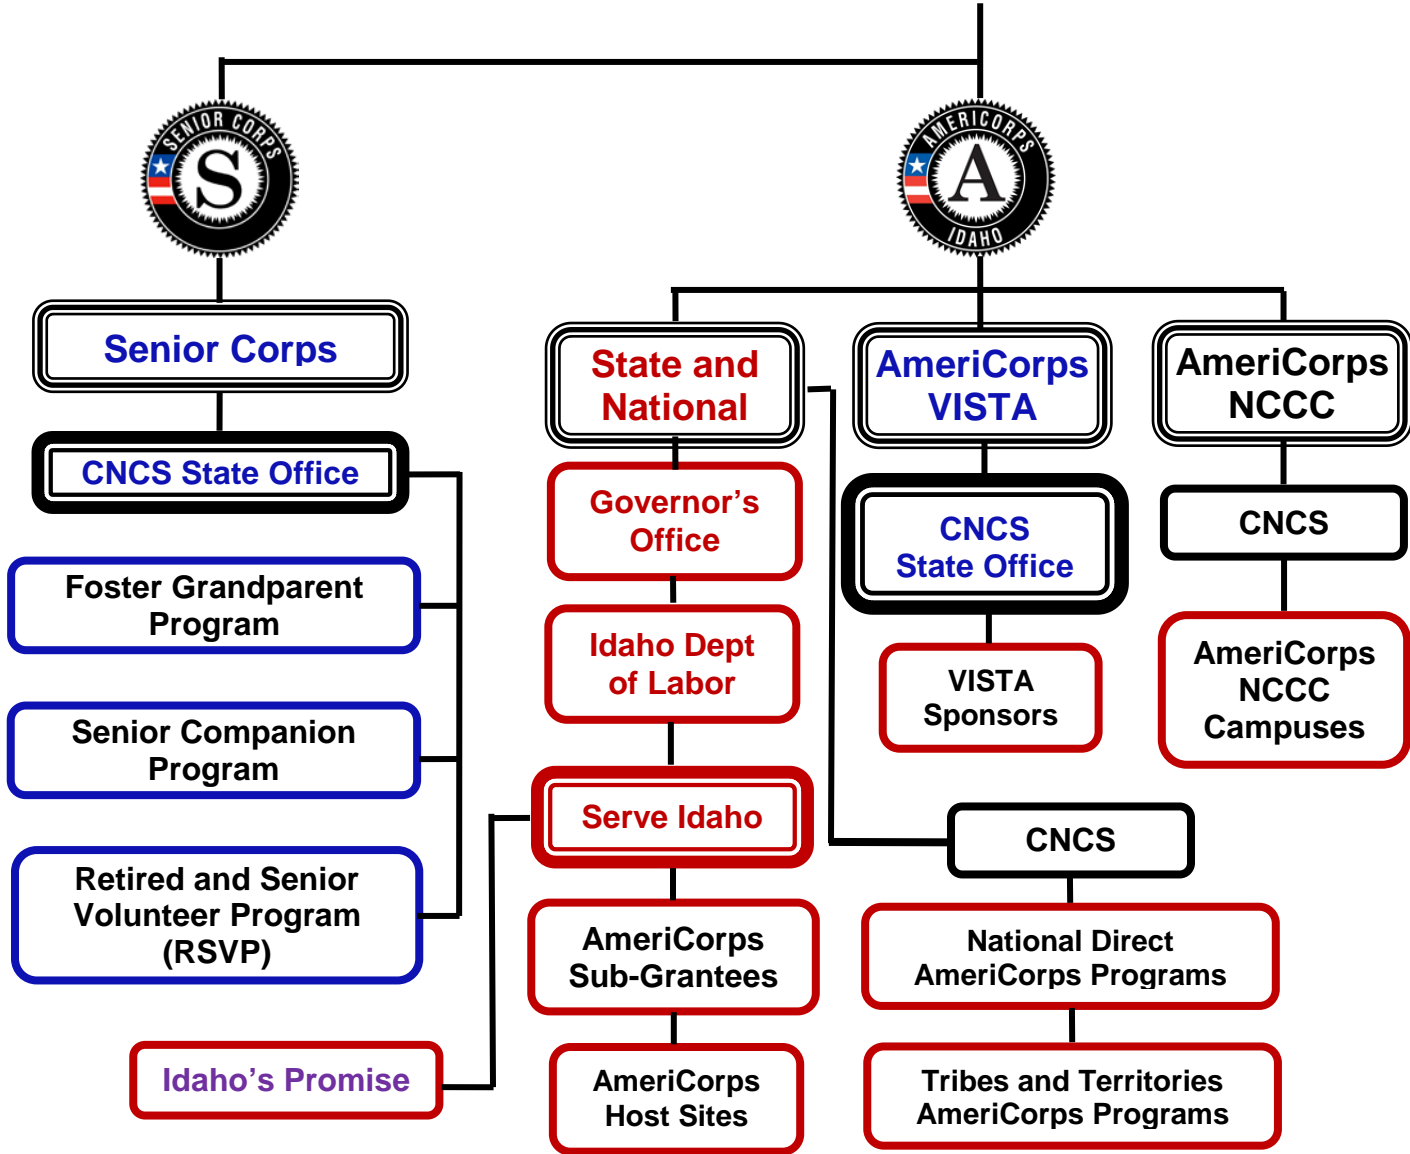 SENIOR CORPS
S
AMERICORPS
A
IDAHO
Senior Corps
CNCS State Office
Foster Grandparent
Program
Senior Companion
Program
Retired and Senior
Volunteer Program
(RSVP)
State and
National
Governor's
Office
Idaho Dept
of Labor
Serve Idaho
Idaho's Promise
AmeriCorps
Sub-Grantees
AmeriCorps
Host Sites
AmeriCorps
VISTA
CNCS
State Office
VISTA
Sponsors
AmeriCorps
NCCC
CNCS
AmeriCorps
NCCC
Campuses
CNCS
National Direct
AmeriCorps Programs
Tribes and Territories
AmeriCorps Programs